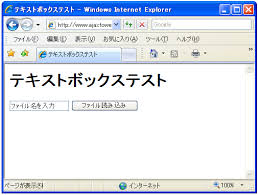 テキストボックステスト - Windows Internet Explorer
http://www.ajaxtowe
Google
ファイル(F) 編集(E) 表示(V) お気に入り(A) ツール(T) ヘルプ(H)
テキストボックステスト
テキストボックステスト
ファイル名を入力 ファイル読み込み
ページが表示され インターネット 100%